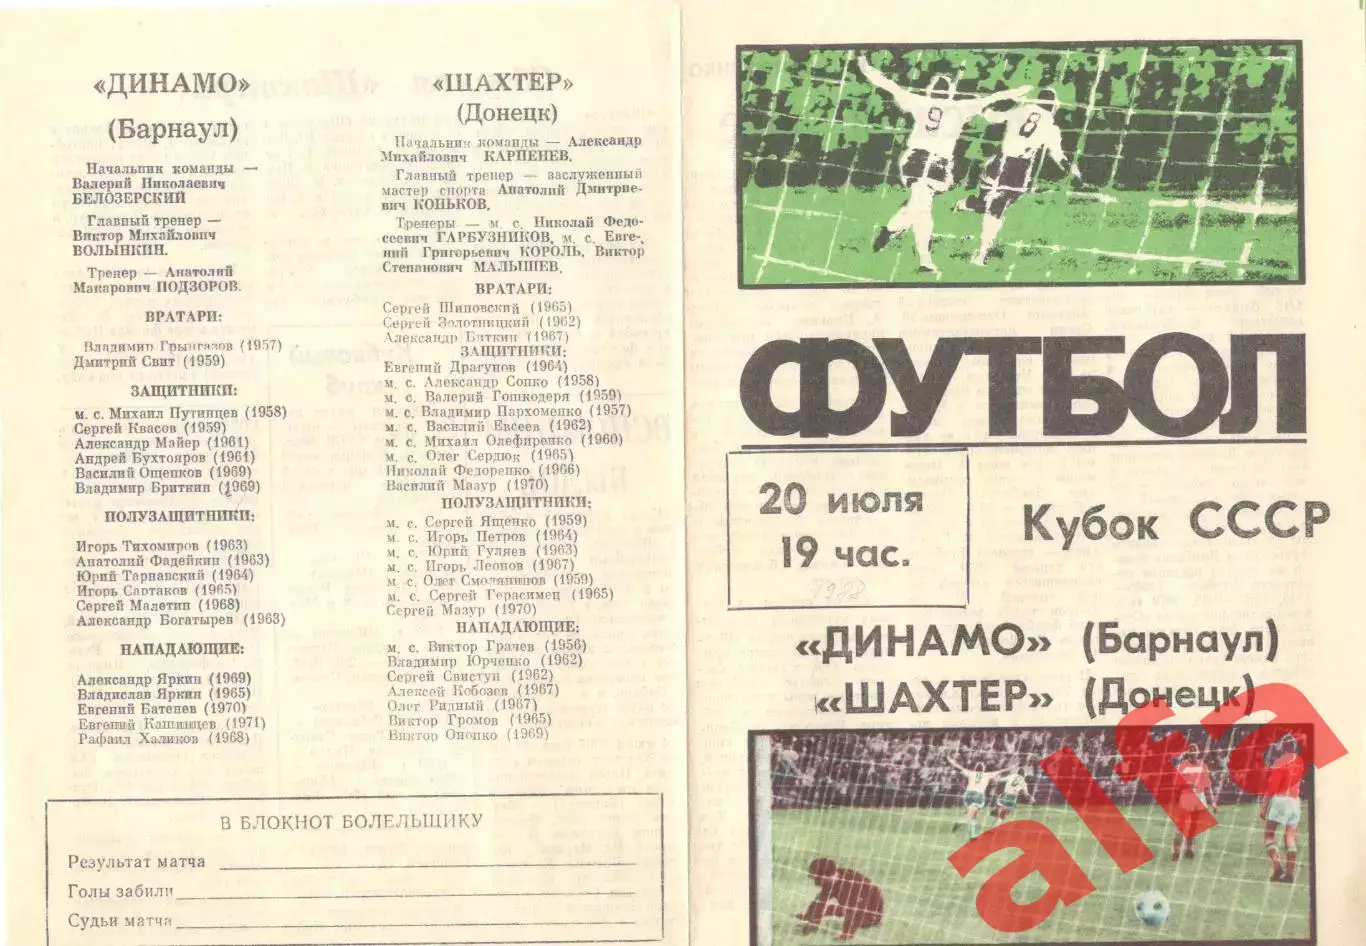 «ДИНАМО»
(Барнаул)
Начальник команды —
Валерий Николаевич
БЕЛОЗЕРСКИЙ
Главный тренер —
Виктор Михайлович
ВОЛЫНКИН.
Тренер — Анатолий
Макарович ПОДЗОРОВ.
ВРАТАРИ:
Владимир Грынгазов (1957)
Дмитрий Свит (1959)
ЗАЩИТНИКИ:
м. с. Михаил Путинцев (1958)
Сергей Квасов (1959)
Александр Майер (1961)
Андрей Бухтояров (1961)
Василий Ощепков (1969)
Владимир Бриткин (1969)
ПОЛУЗАЩИТНИКИ:
Игорь Тихомиров (1963)
Анатолий Фадейкин (1963)
Юрий Тарнавский (1964)
Игорь Сартаков (1965)
Сергей Малетин (1968)
Александр Богатырев (1963)
НАПАДАЮЩИЕ:
Александр Яркин (1969)
Владислав Яркин (1965)
Евгений Батенев (1970)
Евгений Кашинцев (1971)
Рафаил Халиков (1968)
«ШАХТЕР»
(Донецк)
Начальник команды — Александр
Михайлович КАРПЕНЕВ.
Главный тренер — заслуженный
мастер спорта Анатолий Дмитрие-
вич КОНЬКОВ.
Тренеры — м. с. Николай Федо-
сеевич ГАРБУЗНИКОВ, м. с. Евге-
ний Григорьевич КОРОЛЬ, Виктор
Степанович МАЛЫШЕВ.
ВРАТАРИ:
Сергей Шиповский (1965)
Сергей Золотницкий (1962)
Александр Виткин (1967)
ЗАЩИТНИКИ:
Евгений Драгунов (1964)
м. с. Александр Сопко (1958)
м. с. Валерий Гошкодеря (1959)
м. с. Владимир Пархоменко (1957)
м. с. Василий Евсеев (1962)
м. с. Михаил Олефиренко (1960)
м. с. Олег Сердюк (1965)
Николай Федоренко (1966)
Василий Мазур (1970)
ПОЛУЗАЩИТНИКИ:
м. с. Сергей Ященко (1959)
м. с. Игорь Петров (1964)
м. с. Юрий Гуляев (1963)
м. с. Игорь Леонов (1967)
м. с. Олег Смолянинов (1959)
м. с. Сергей Герасимец (1965)
Сергей Мазур (1970)
НАПАДАЮЩИЕ:
м. с. Виктор Грачев (1956)
Владимир Юрченко (1962)
Сергей Свистун (1962)
Алексей Кобозев (1967)
Олег Ридный (1967)
Виктор Громов (1965)
Виктор Онопко (1969)
В БЛОКНОТ БОЛЕЛЬЩИКУ
Результат матча
Голы забили
Судьи матча
9 8
ФУТБОЛ
20 июля
19 час.
1988
Кубок СССР
«ДИНАМО» (Барнаул)
«ШАХТЕР» (Донецк)
alfa